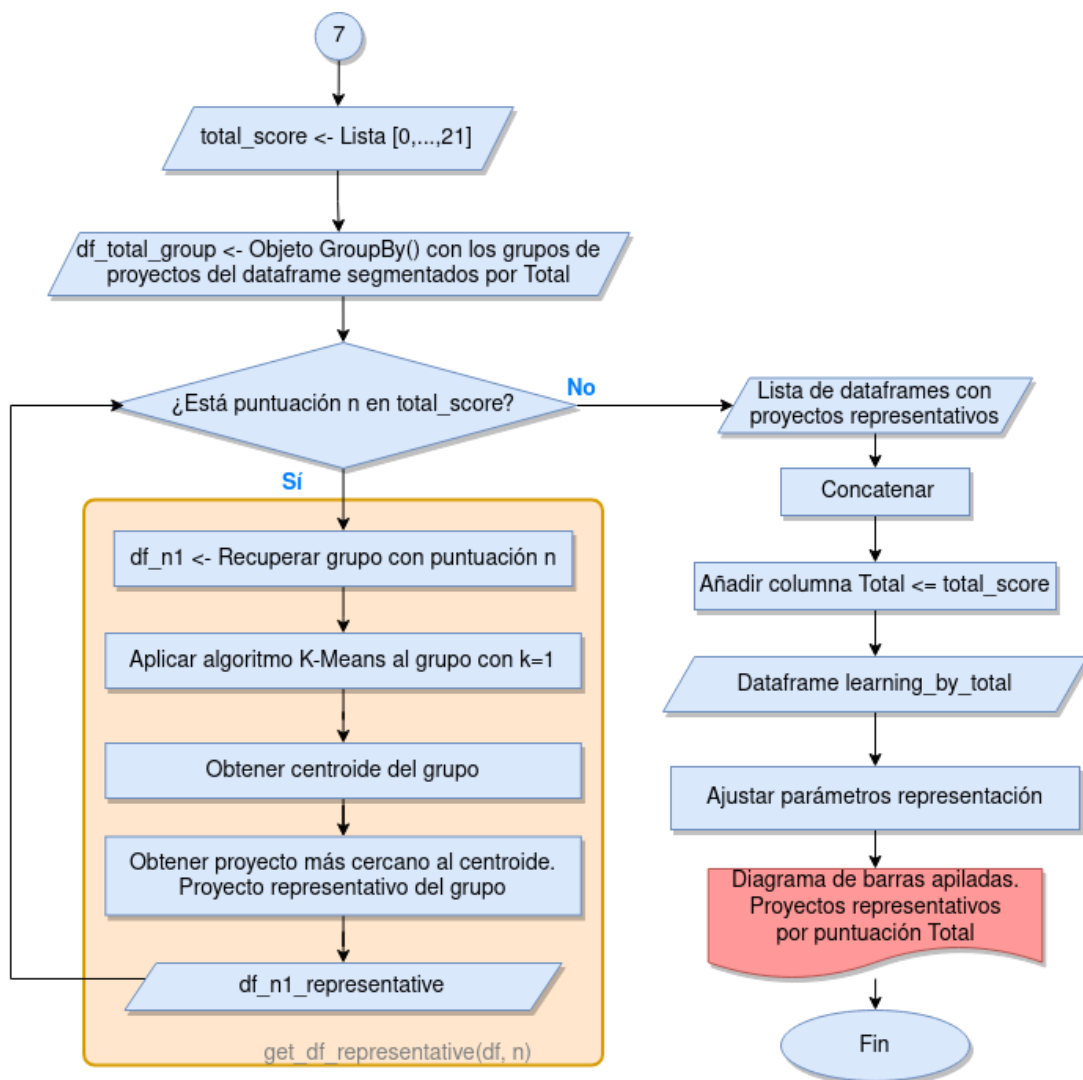 7
total_score <- Lista [0,...,21]
df_total_group <- Objeto GroupBy() con los grupos de
proyectos del dataframe segmentados por Total
¿Está puntuación n en total_score?
No
Sí
df_n1 <- Recuperar grupo con puntuación n
Aplicar algoritmo K-Means al grupo con k=1
Obtener centroide del grupo
Obtener proyecto más cercano al centroide.
Proyecto representativo del grupo
df_n1_representative
get_df_representative(df, n)
Lista de dataframes con
proyectos representativos
Concatenar
Añadir columna Total <= total_score
Dataframe learning_by_total
Ajustar parámetros representación
Diagrama de barras apiladas.
Proyectos representativos
por puntuación Total
Fin